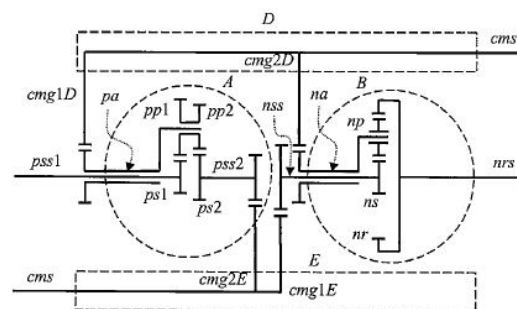 D
cms
cmg2D
A
B
cmg1D
pa
pp1
pp2
nss
na
np
pss1
pss2
nrs
ps1
ps2
ns
nr
E
cms
cmg2E
cmg1E